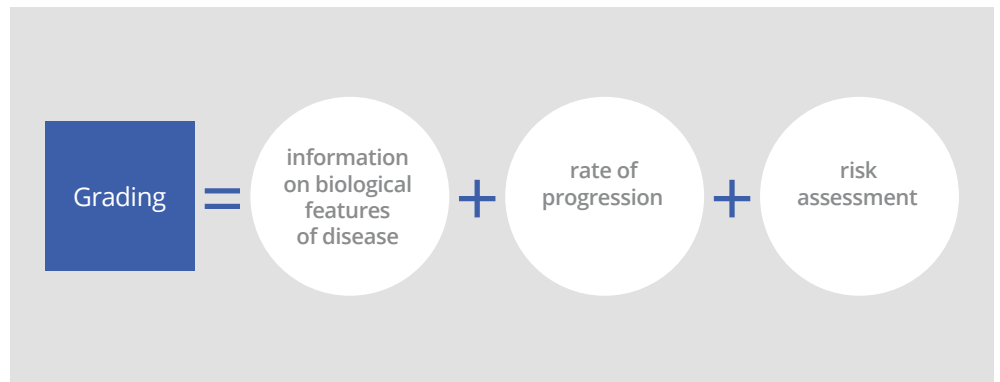 Grading
=
information
on biological
features
of disease
+
rate of
progression
+
risk
assessment